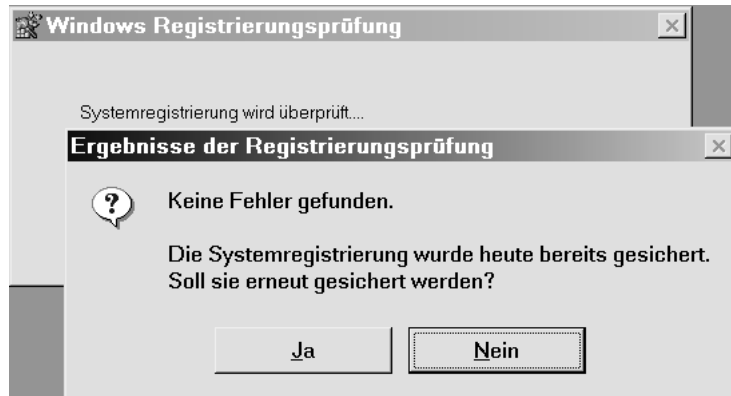 Windows Registrierungsprüfung
Systemregistrierung wird überprüft....
Ergebnisse der Registrierungsprüfung
Keine Fehler gefunden.
Die Systemregistrierung wurde heute bereits gesichert.
Soll sie erneut gesichert werden?
Ja
Nein